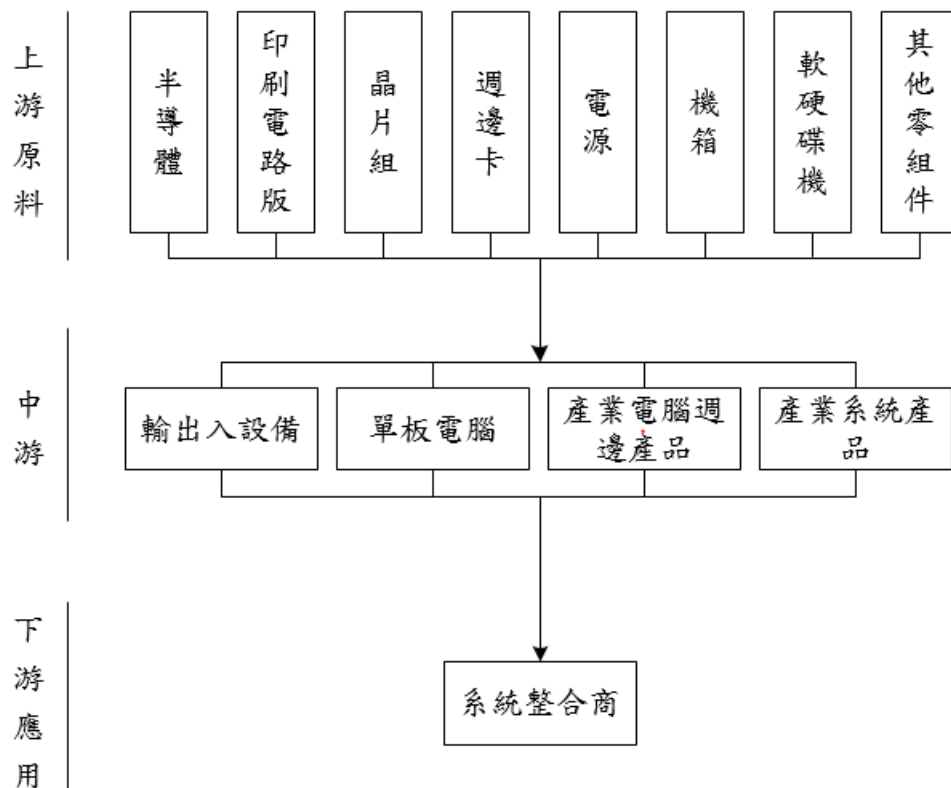 上游原料
半導體
印刷電路版
晶片組
週邊卡
電源
機箱
軟硬碟機
其他零組件
中游
輸出入設備
單板電腦
產業電腦週
邊產品
產業系統產
品
下游應用
系統整合商